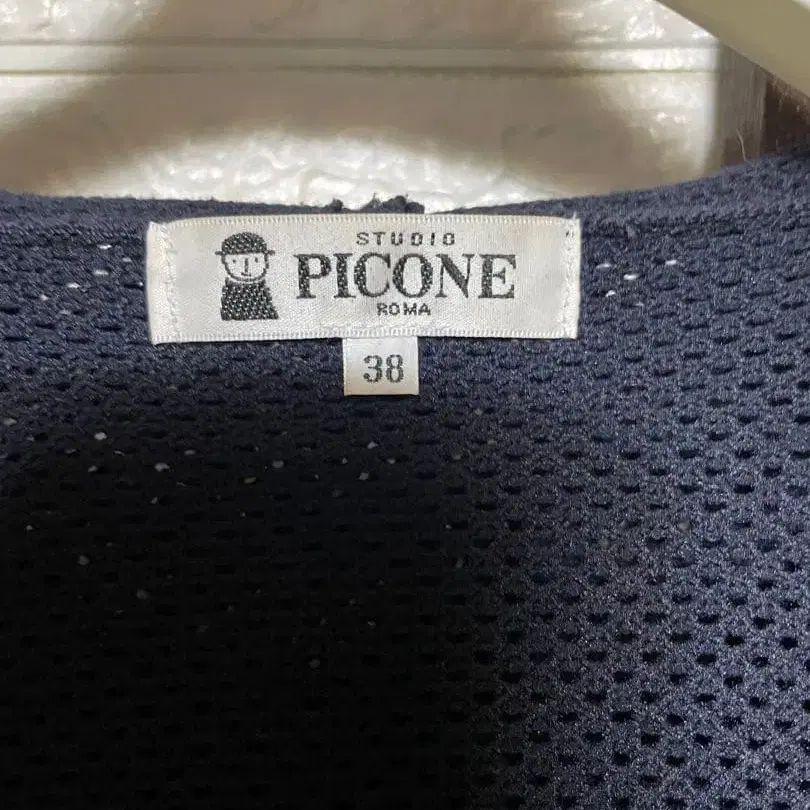 STUDIO
PICONE
ROMA
38